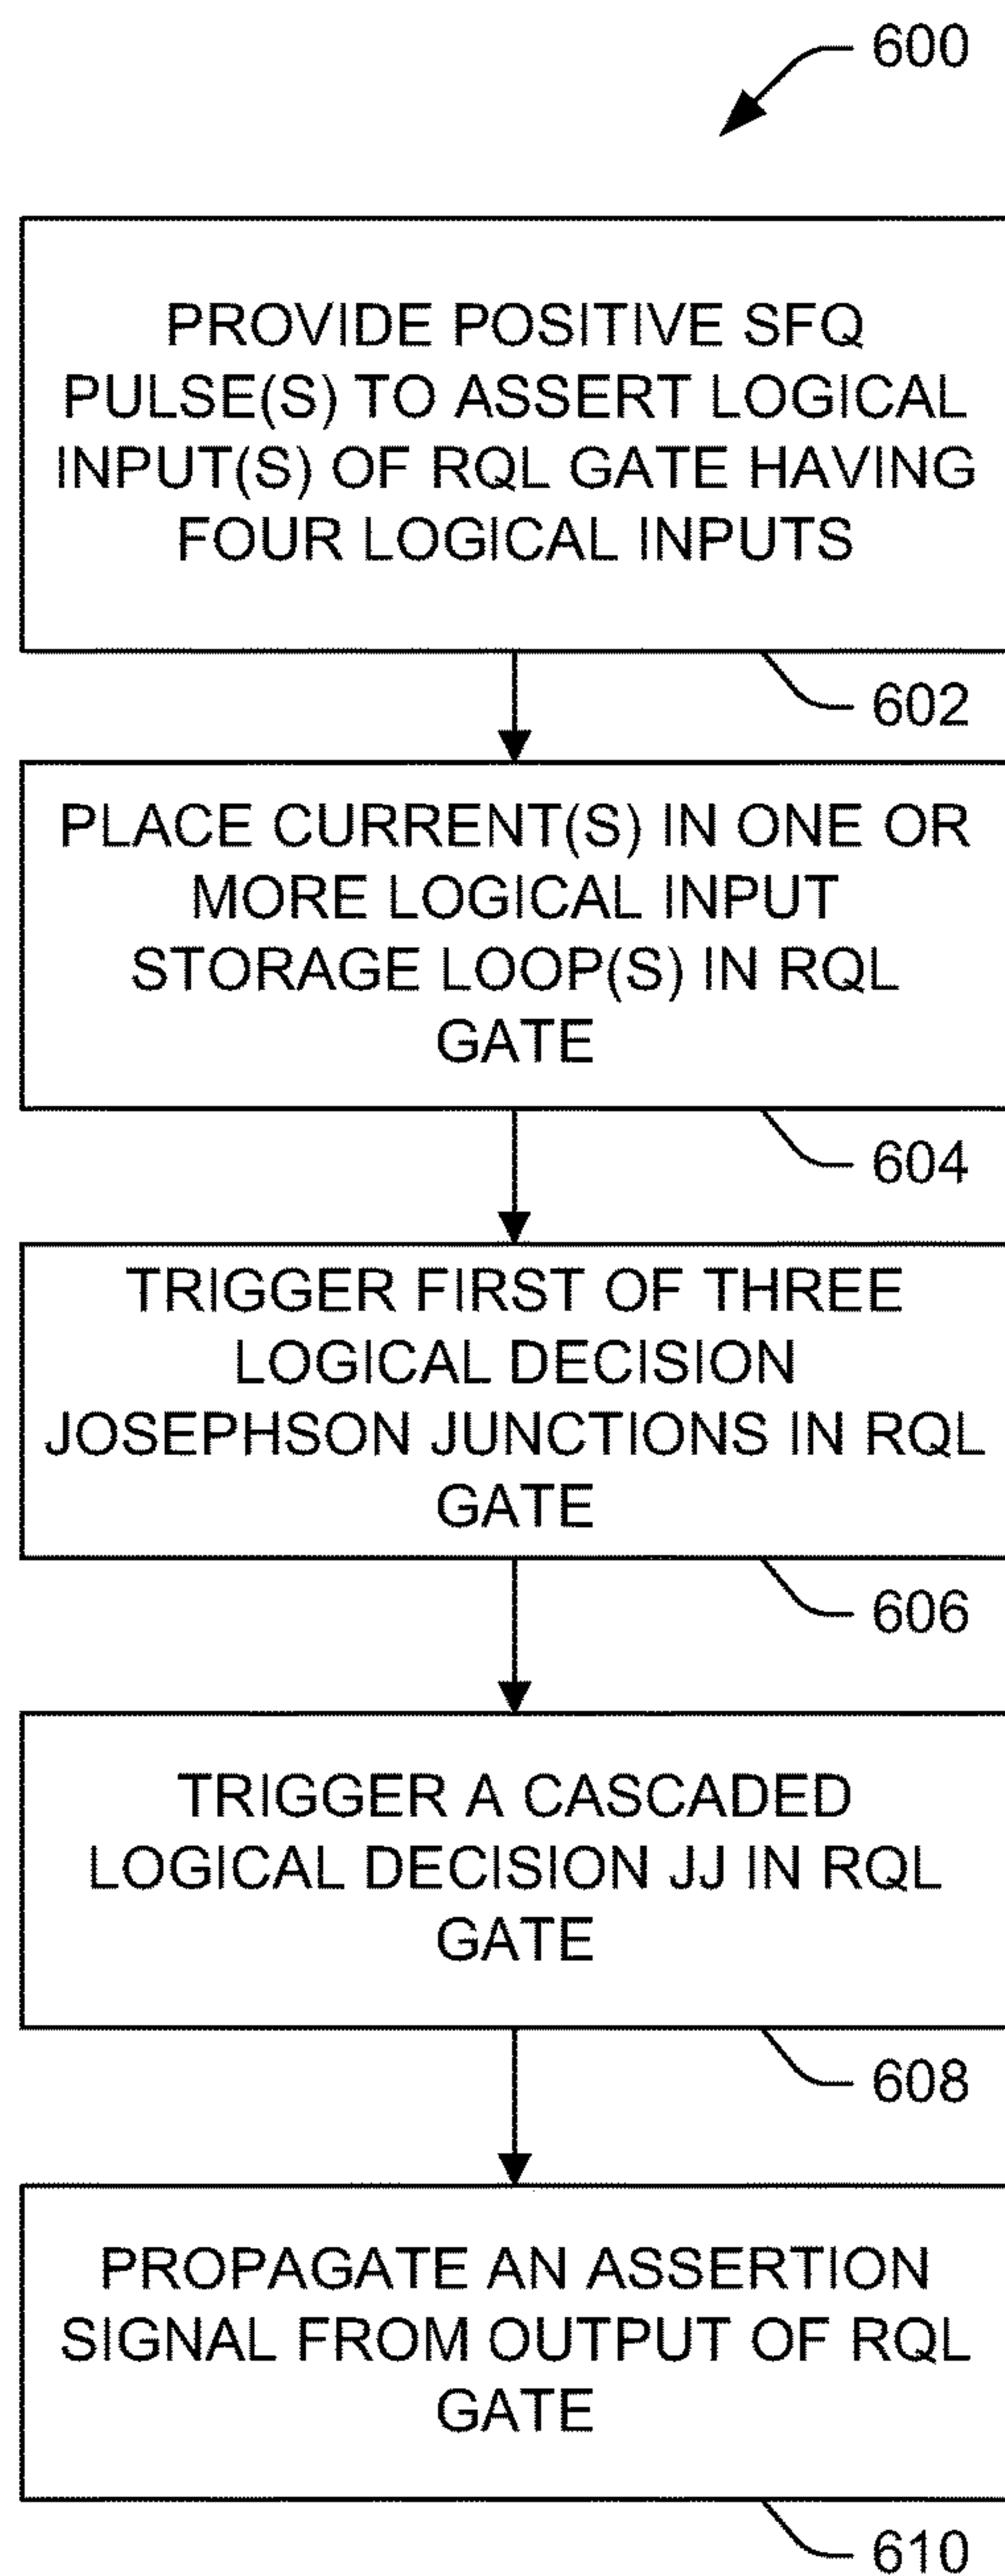 600
PROVIDE POSITIVE SFQ
PULSE(S) TO ASSERT LOGICAL
INPUT(S) OF RQL GATE HAVING
FOUR LOGICAL INPUTS
602
PLACE CURRENT(S) IN ONE OR
MORE LOGICAL INPUT
STORAGE LOOP(S) IN RQL
GATE
604
TRIGGER FIRST OF THREE
LOGICAL DECISION
JOSEPHSON JUNCTIONS IN RQL
GATE
606
TRIGGER A CASCADED
LOGICAL DECISION JJ IN RQL
GATE
608
PROPAGATE AN ASSERTION
SIGNAL FROM OUTPUT OF RQL
GATE
610